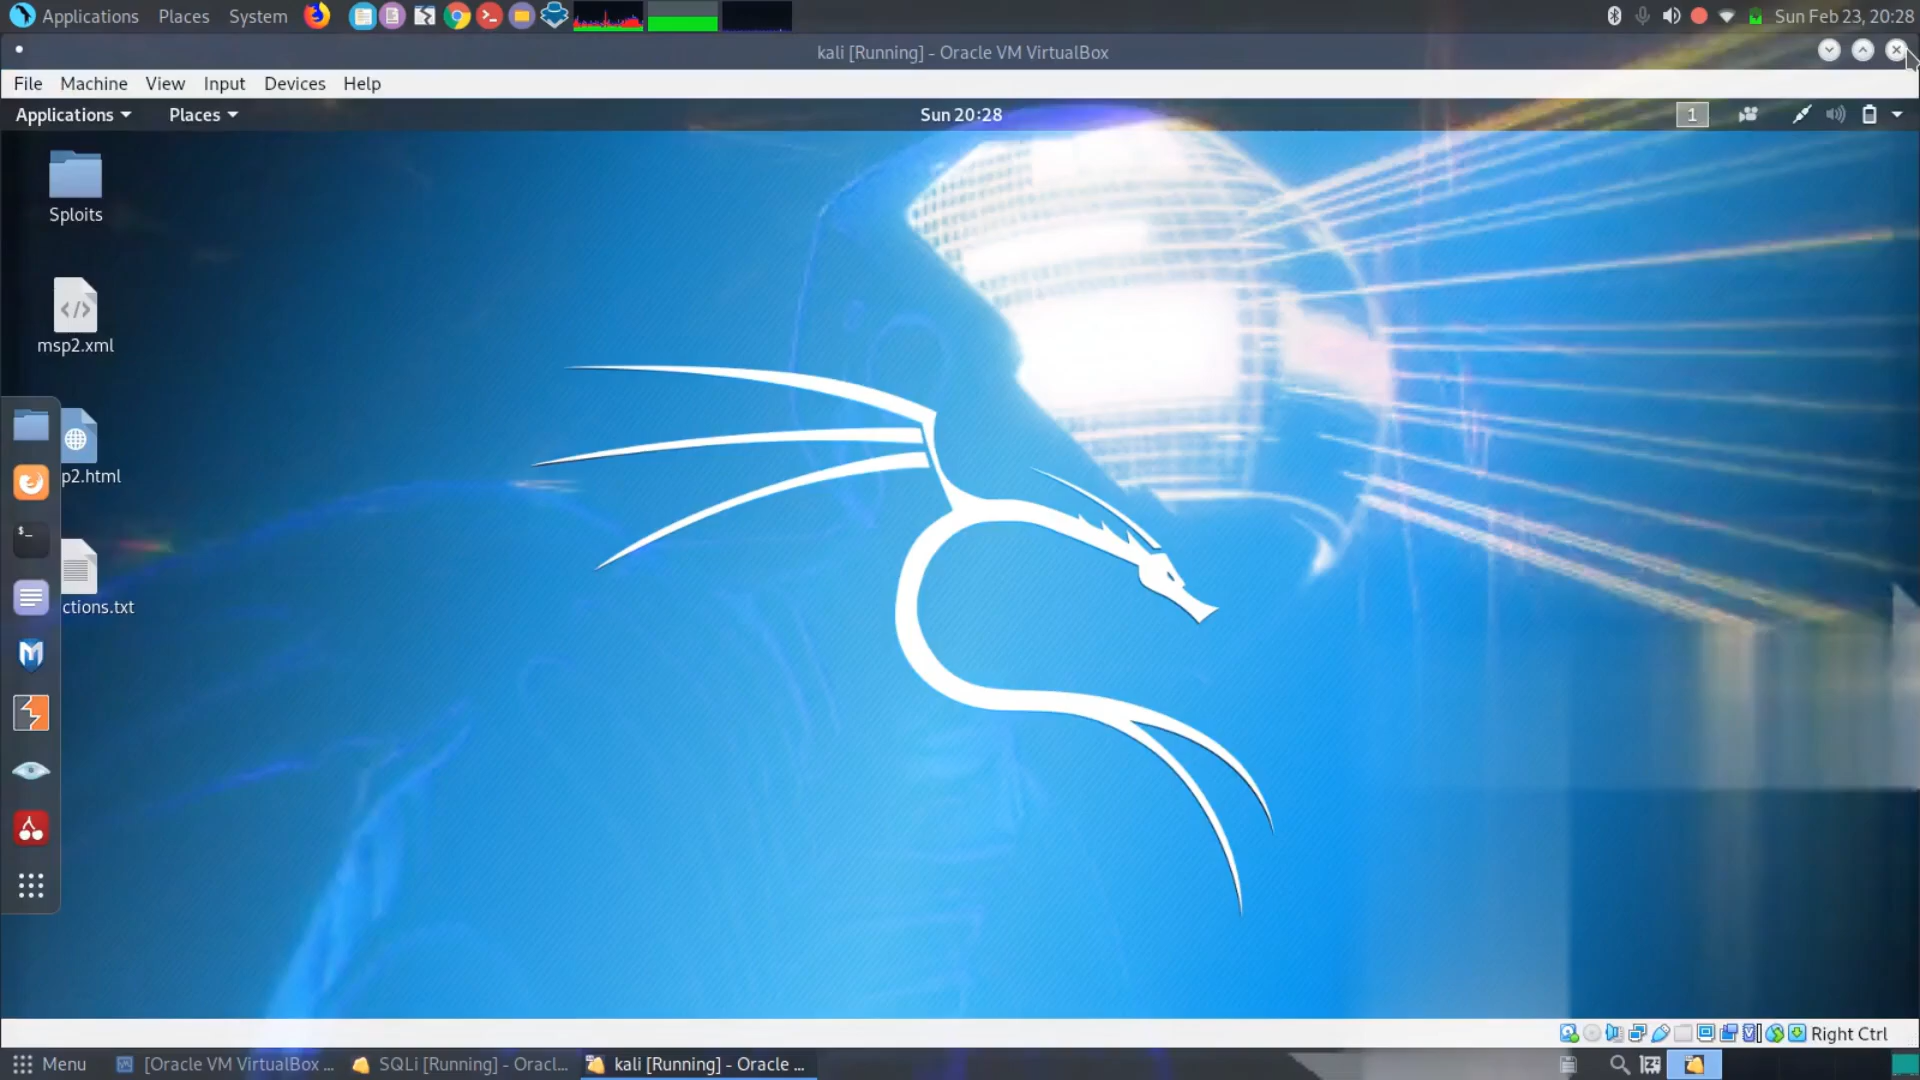 Applications Places System Sun Feb 23, 20:28
kali [Running] - Oracle VM VirtualBox
File Machine View Input Devices Help
Applications Places Sun 20:28 1
Sploits
msp2.xml
p2.html
$_
ctions.txt
Right Ctrl
Menu [Oracle VM VirtualBox ... SQLi [Running] - Oracl... kali [Running] - Oracle ...